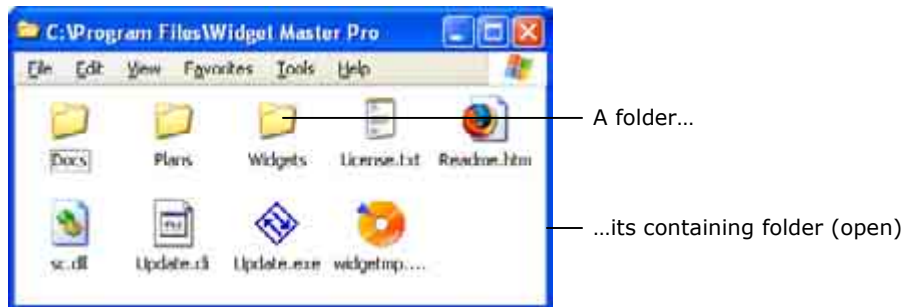 C:\Program Files\Widget Master Pro
File Edit View Favorites Tools Help
A folder…
Docs Plans Widgets License.txt Readme.htm
…its containing folder (open)
sc.dll Update.cli Update.exe widgetmp....